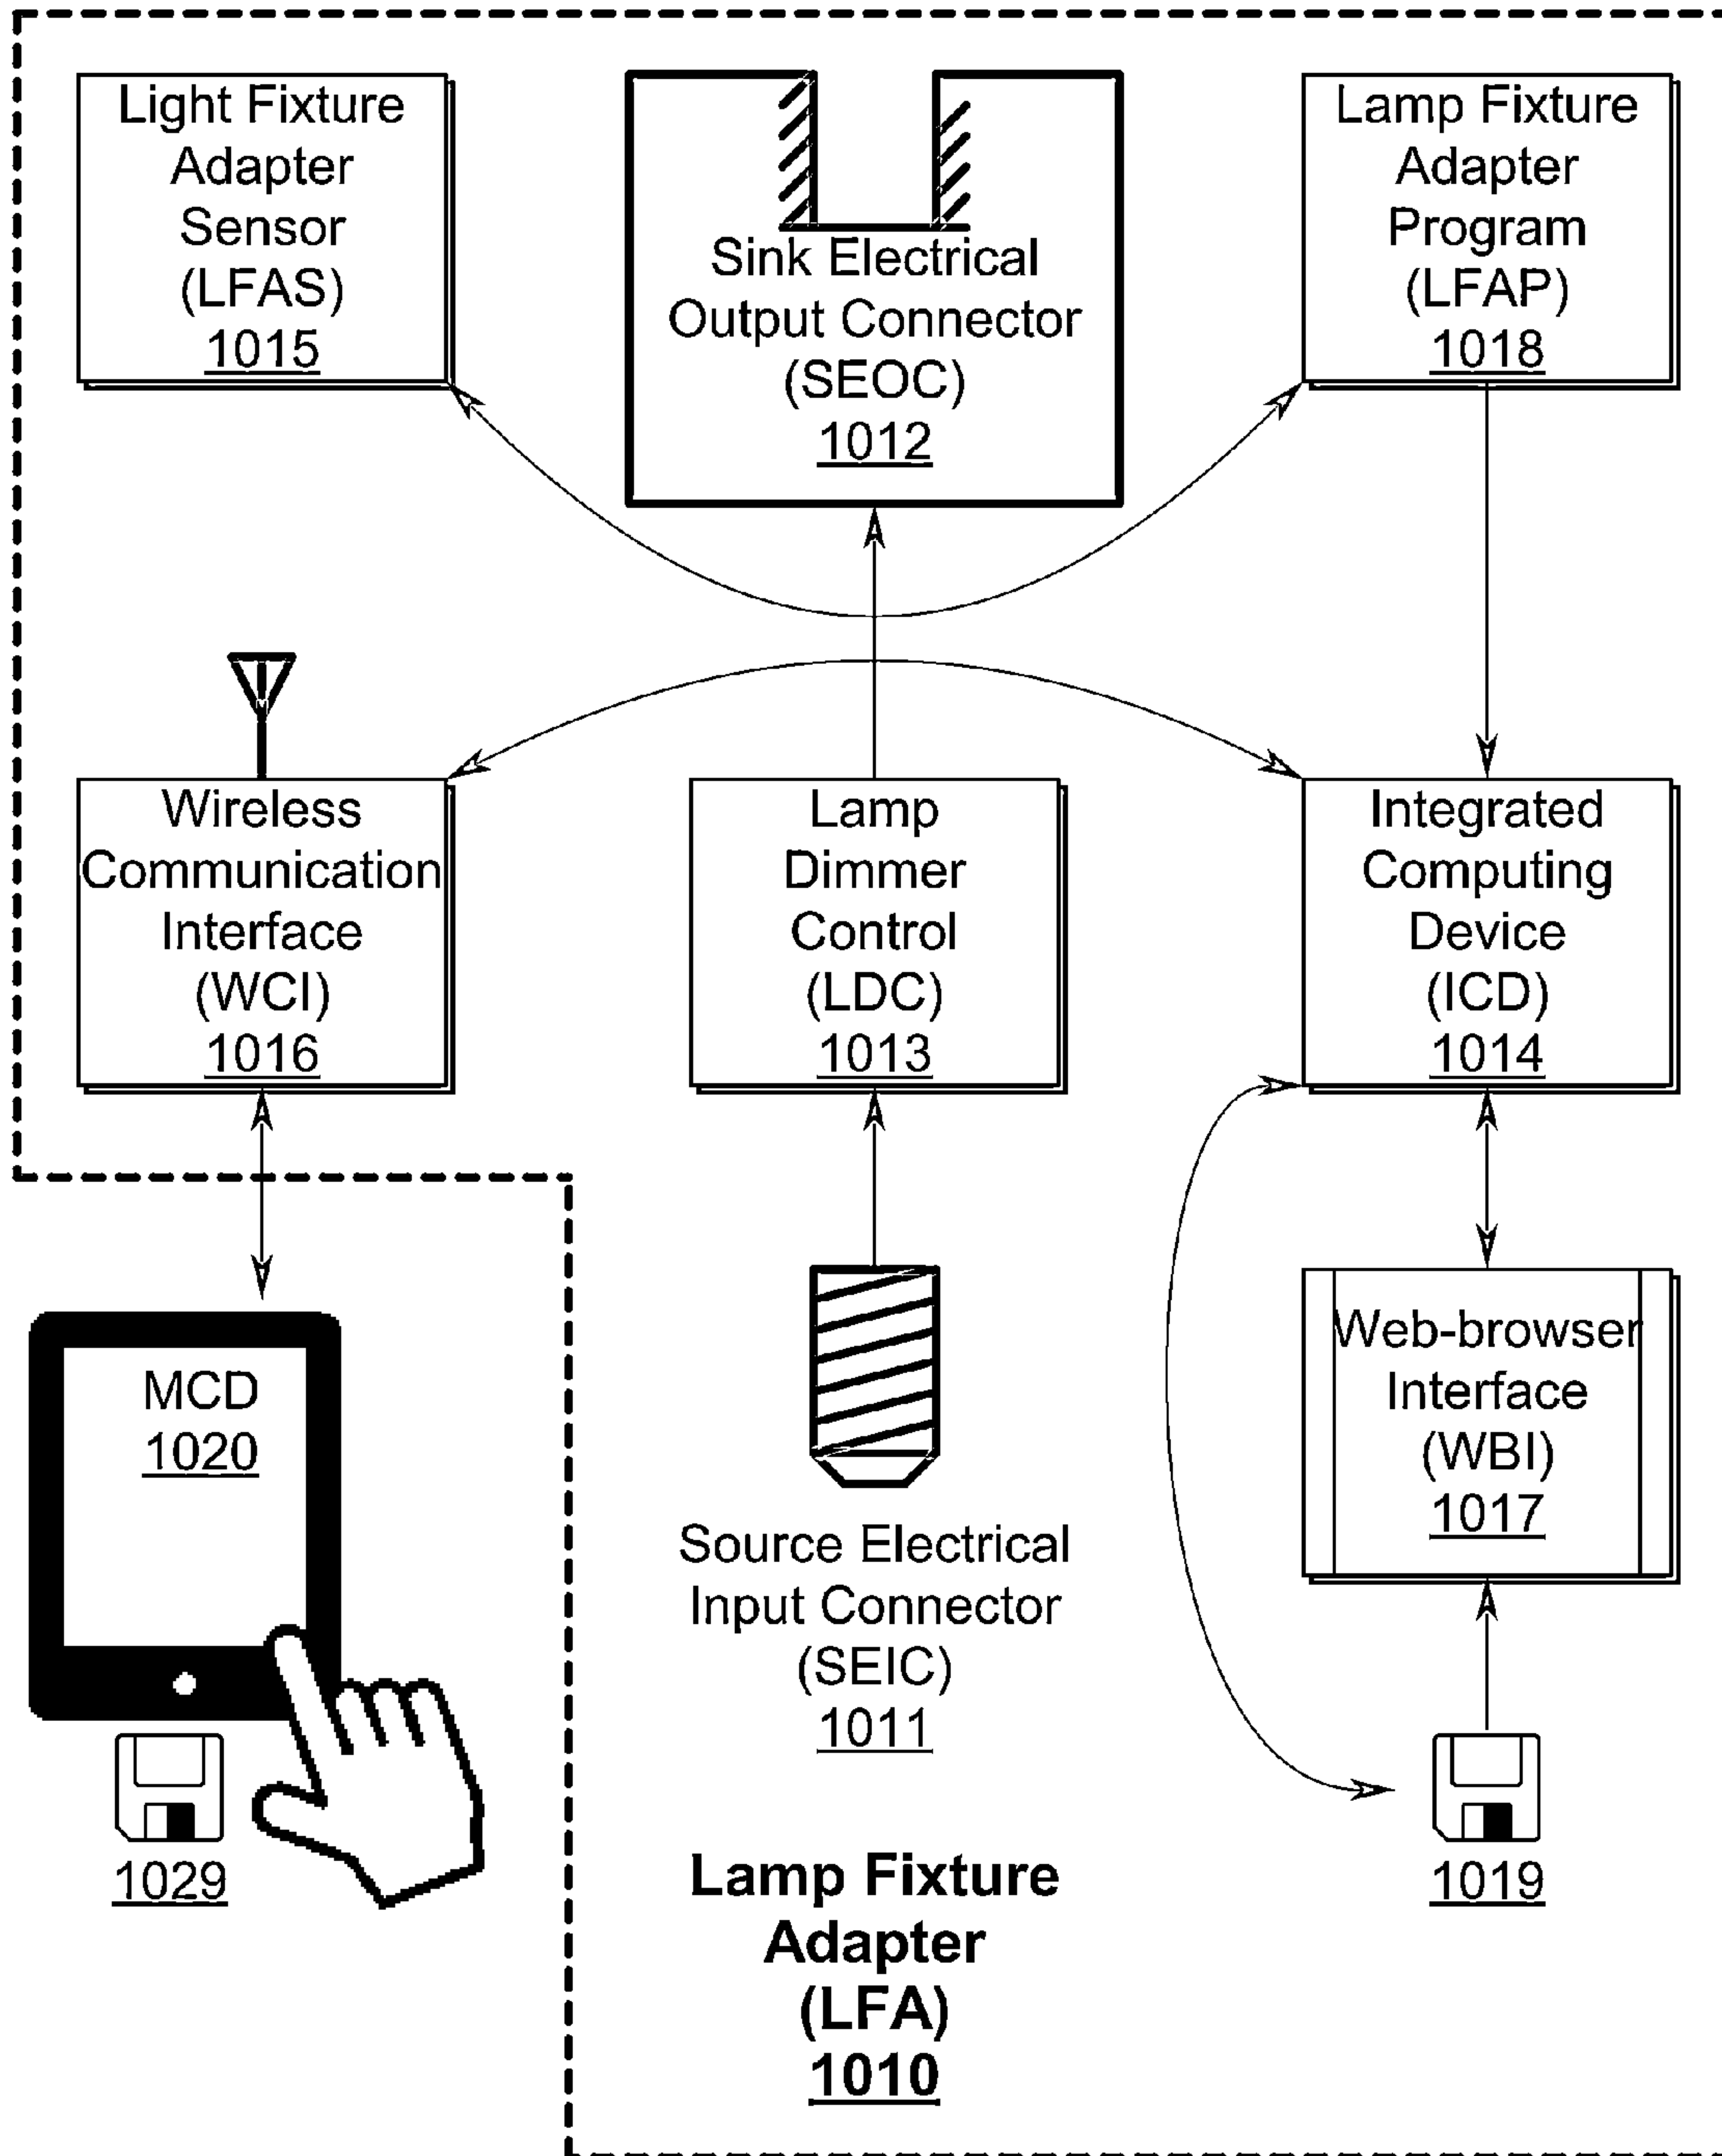 Light Fixture
Adapter
Sensor
(LFAS)
1015
Sink Electrical
Output Connector
(SEOC)
1012
Lamp Fixture
Adapter
Program
(LFAP)
1018
Wireless
Communication
Interface
(WCI)
1016
Lamp
Dimmer
Control
(LDC)
1013
Integrated
Computing
Device
(ICD)
1014
MCD
1020
1029
Source Electrical
Input Connector
(SEIC)
1011
Web-browser
Interface
(WBI)
1017
1019
Lamp Fixture
Adapter
(LFA)
1010